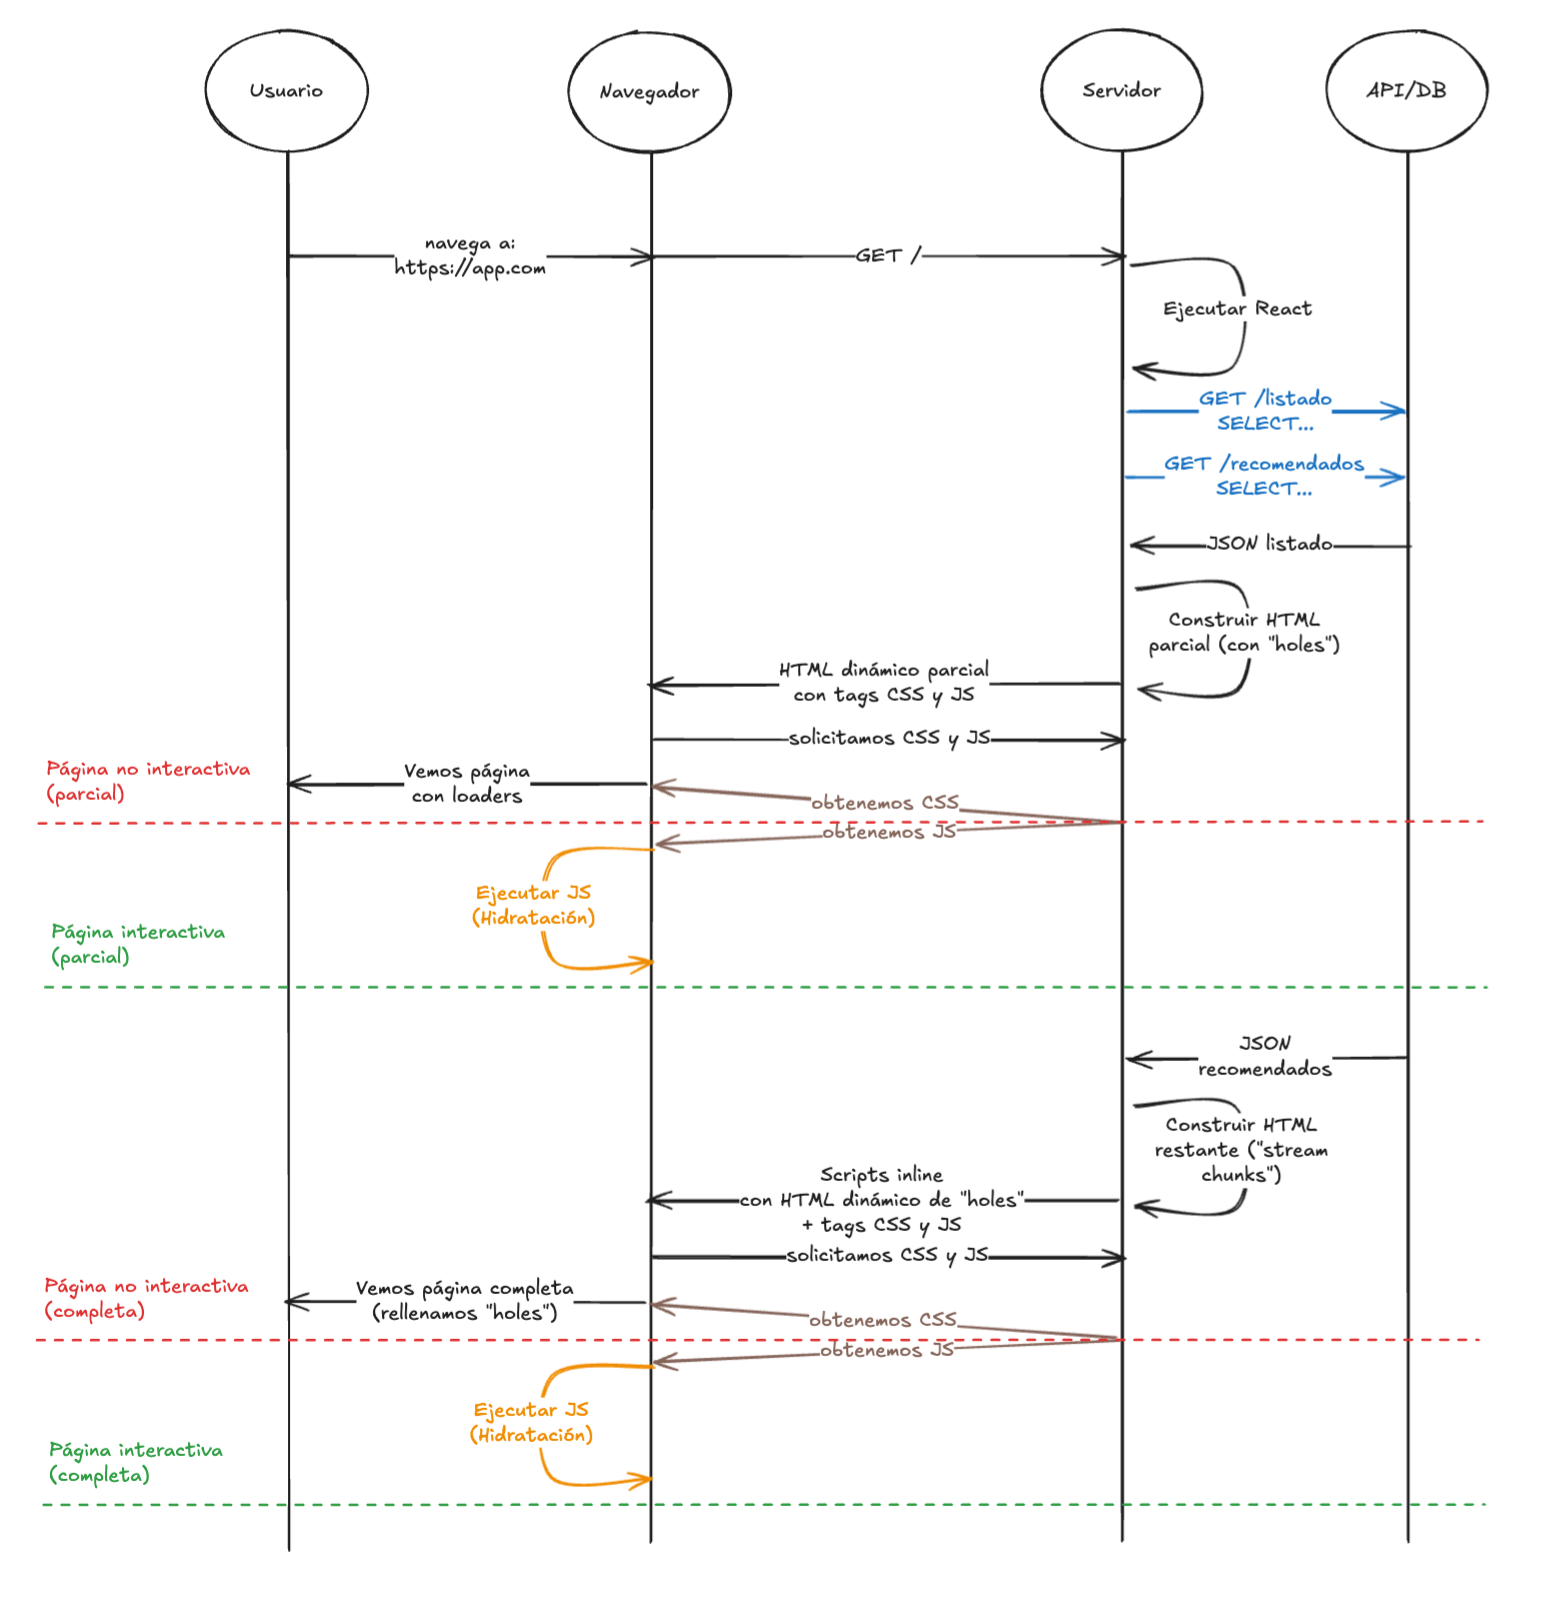 Usuario
Navegador
Servidor
API/DB
navega a:
https://app.com
GET /
Ejecutar React
GET /listado
SELECT...
GET /recomendados
SELECT...
JSON listado
Construir HTML
parcial (con "holes")
HTML dinámico parcial
con tags CSS y JS
solicitamos CSS y JS
Página no interactiva
(parcial)
Vemos página
con loaders
obtenemos CSS
obtenemos JS
Ejecutar JS
(Hidratación)
Página interactiva
(parcial)
JSON
recomendados
Construir HTML
restante ("stream
chunks")
Scripts inline
con HTML dinámico de "holes"
+ tags CSS y JS
solicitamos CSS y JS
Página no interactiva
(completa)
Vemos página completa
(rellenamos "holes")
obtenemos CSS
obtenemos JS
Ejecutar JS
(Hidratación)
Página interactiva
(completa)